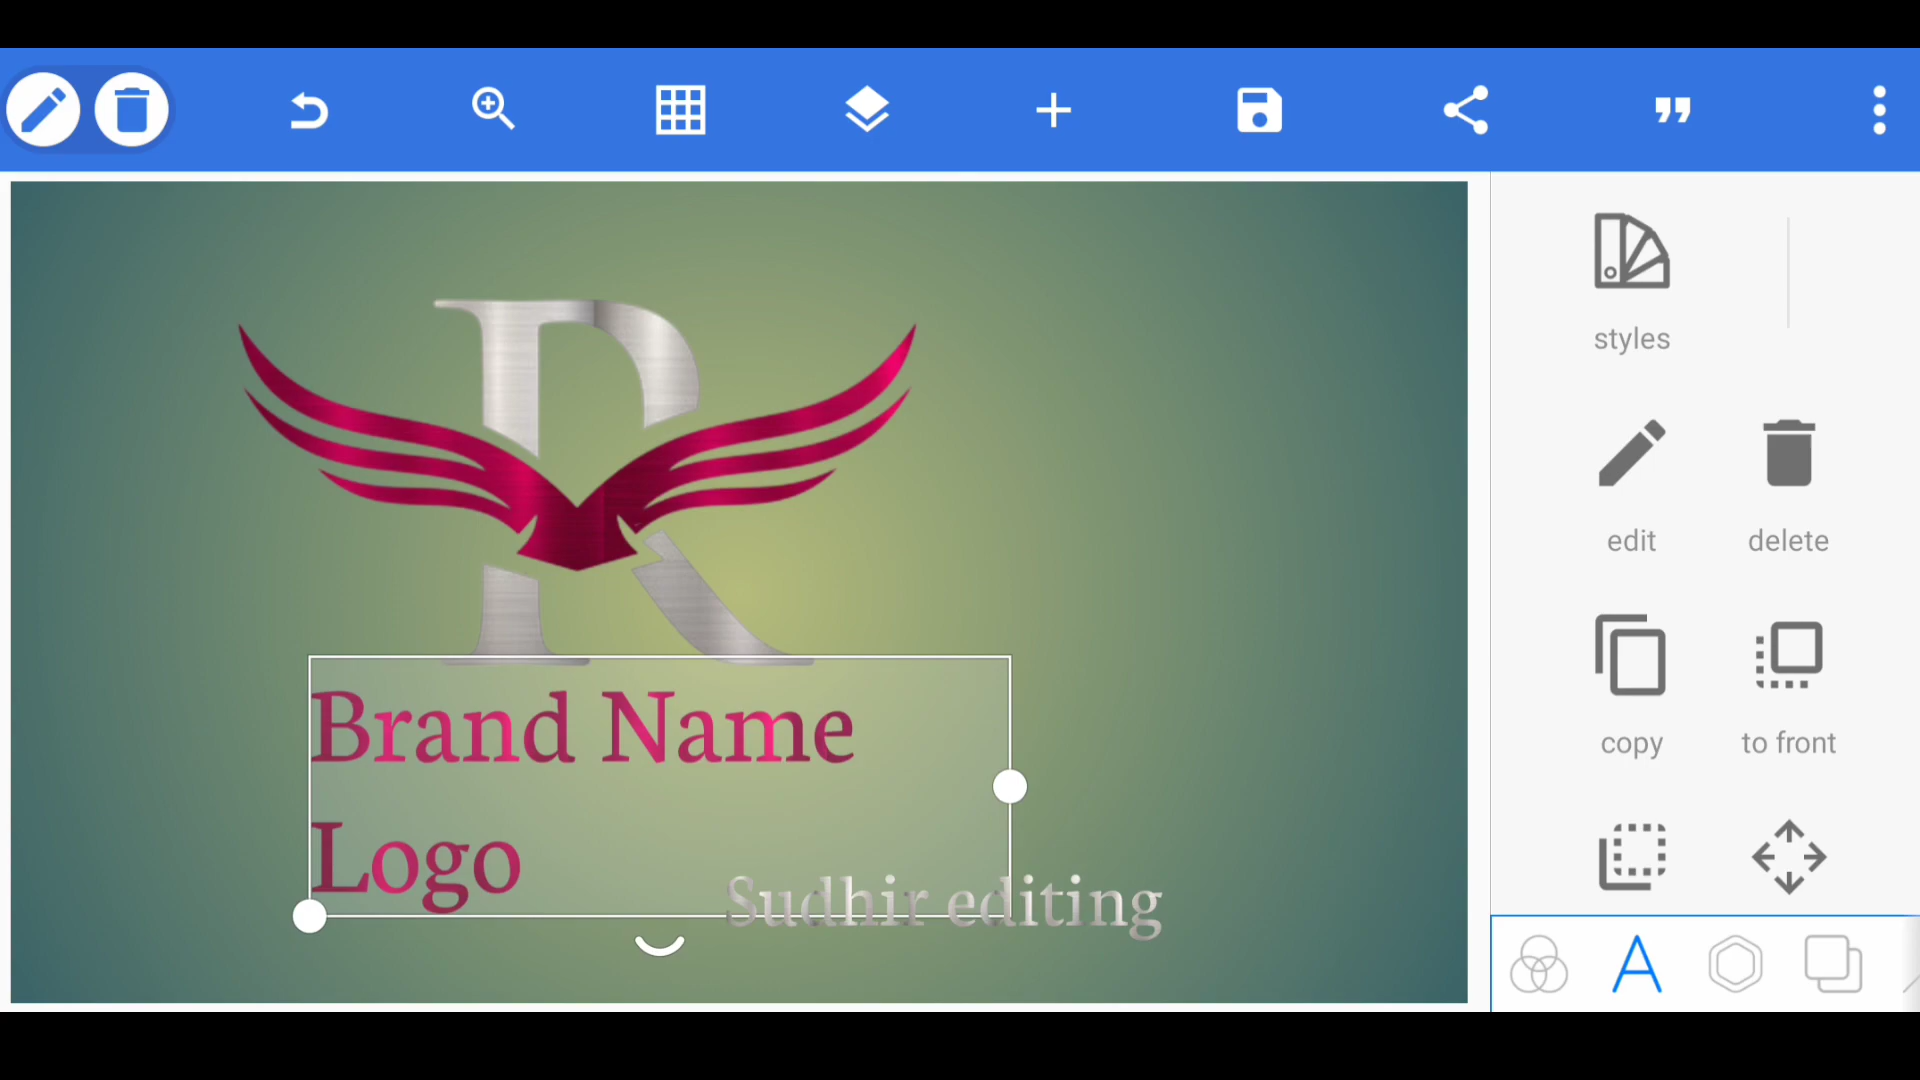 R
Brand Name
Logo
Sudhir editing
styles
edit
delete
copy
to front